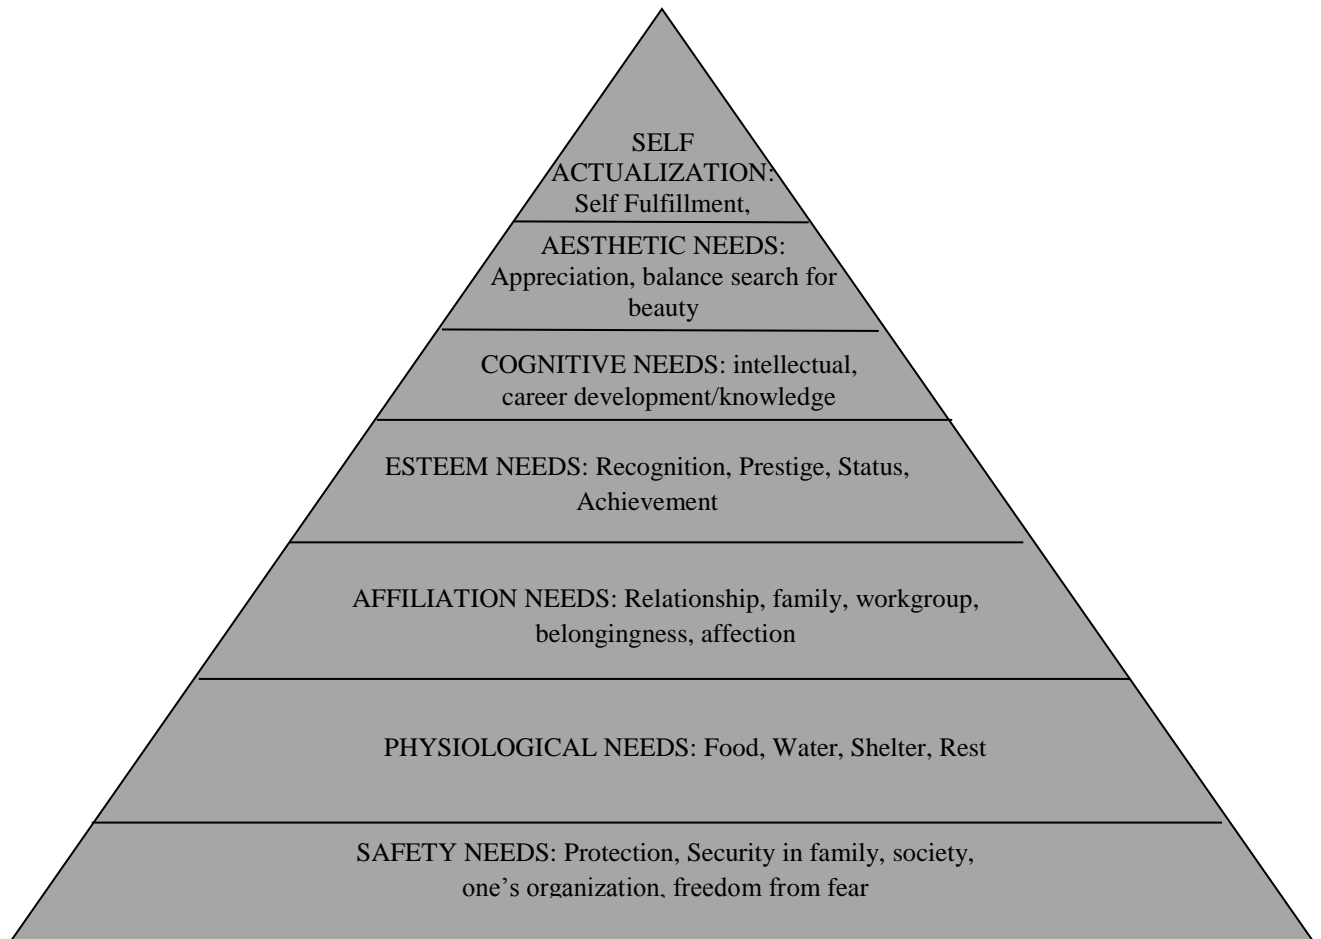 SELF
ACTUALIZATION:
Self Fulfillment,
AESTHETIC NEEDS:
Appreciation, balance search for
beauty
COGNITIVE NEEDS: intellectual,
career development/knowledge
ESTEEM NEEDS: Recognition, Prestige, Status,
Achievement
AFFILIATION NEEDS: Relationship, family, workgroup,
belongingness, affection
PHYSIOLOGICAL NEEDS: Food, Water, Shelter, Rest
SAFETY NEEDS: Protection, Security in family, society,
one’s organization, freedom from fear